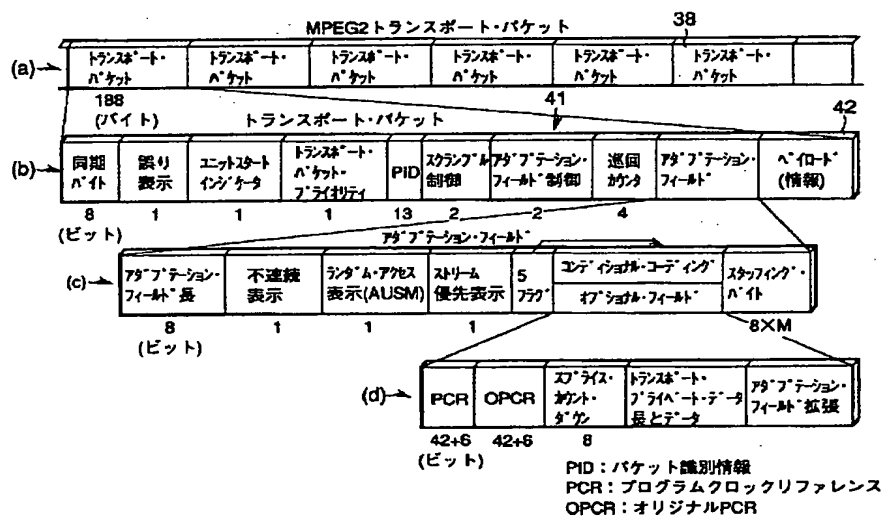 MPEG2トランスポート・パケット
38
(a)
トランスポート・パケット
トランスポート・パケット
トランスポート・パケット
トランスポート・パケット
トランスポート・パケット
トランスポート・パケット
188
(バイト)
トランスポート・パケット
41
42
(b)
同期バイト
誤り表示
ユニットスタートインジケータ
トランスポート・パケット・プライオリティ
PID
スクランブル制御
アダプテーション・フィールド制御
巡回カウンタ
アダプテーション・フィールド
ペイロード(情報)
8 1 1 1 13 2 2 4
(ビット)
アダプテーション・フィールド
(c)
アダプテーション・フィールド長
不連続表示
ランダム・アクセス表示(AUSM)
ストリーム優先表示
5フラグ
コンディショナル・コーディング
オプショナル・フィールド
スタッフィング・バイト
8 1 1 1 8×M
(ビット)
(d)
PCR
OPCR
スプライス・カウント・ダウン
トランスポート・プライベート・データ長とデータ
アダプテーション・フィールド拡張
42+6 42+6 8
(ビット)
PID:パケット識別情報
PCR:プログラムクロックリファレンス
OPCR:オリジナルPCR